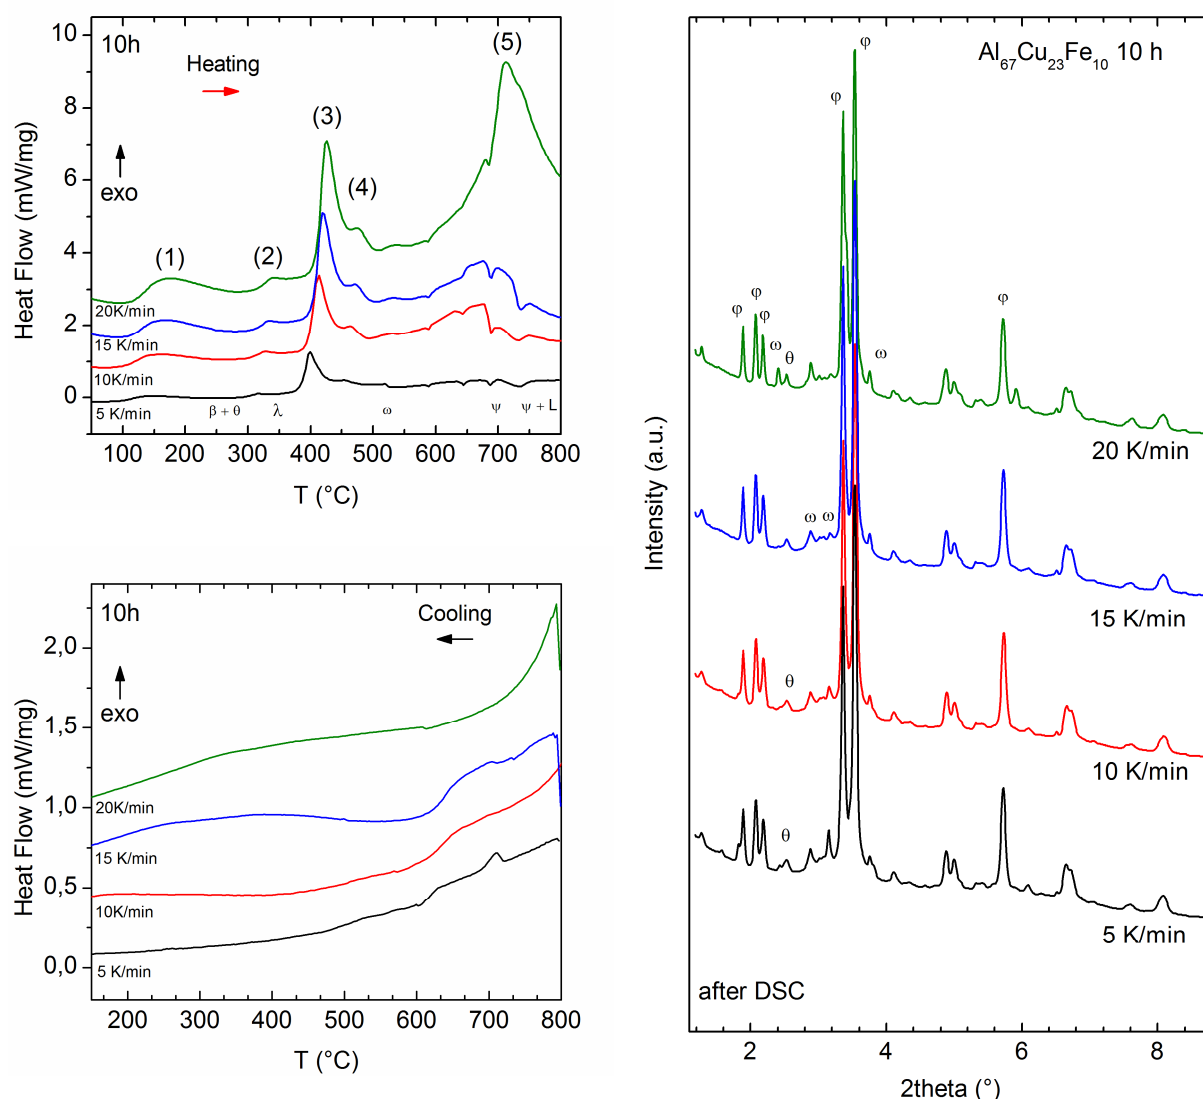 10h
Heating
exo
(1)
(2)
(3)
(4)
(5)
20K/min
15 K/min
10K/min
5 K/min
β + θ
λ
ω
ψ
ψ + L
0
2
4
6
8
10
Heat Flow (mW/mg)
100 200 300 400 500 600 700 800
T (°C)
10h
Cooling
exo
20K/min
15 K/min
10K/min
5 K/min
2,0
1,5
1,0
0,5
0,0
Heat Flow (mW/mg)
200 300 400 500 600 700 800
T (°C)
Al67Cu23Fe10 10 h
φ
φ
φ
φ
φ
ω
θ
ω
φ
20 K/min
ω ω
15 K/min
θ
10 K/min
θ
5 K/min
after DSC
Intensity (a.u.)
2 4 6 8
2theta (°)